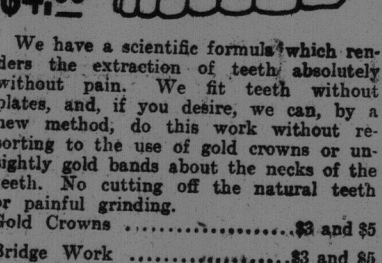 $4.00
We have a scientific formula which ren-
ders the extraction of teeth absolutely
without pain. We fit teeth without
plates, and, if you desire, we can, by a
new method, do this work without re-
sorting to the use of gold crowns or un-
sightly gold bands about the necks of the
teeth. No cutting off the natural teeth
or painful grinding.
Gold Crowns ..................$3 and $5
Bridge Work ..................$3 and $5